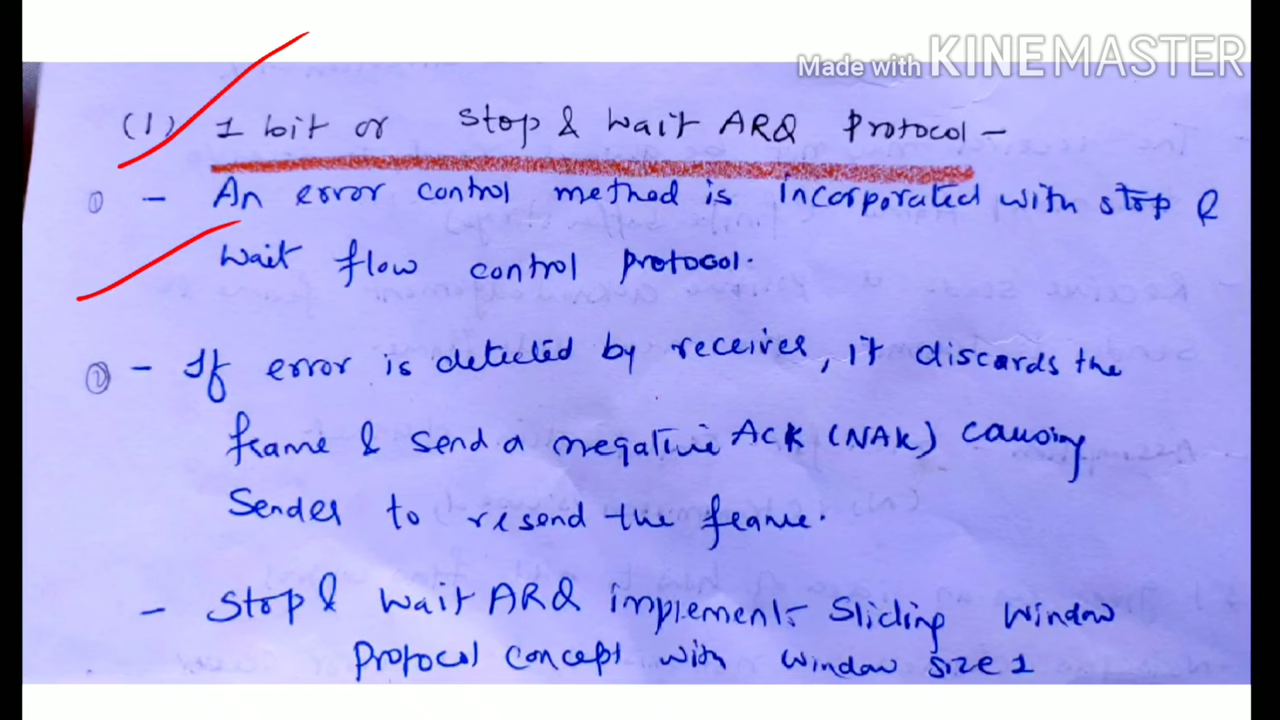 Made with KINEMASTER
(1) 1 bit or Stop & Wait ARQ Protocol -
① - An error control method is incorporated with stop &
Wait flow control protocol.
② - If error is detected by receiver, it discards the
frame & send a negative ACK (NAK) causing
Sender to resend the frame.
- Stop & Wait ARQ implements Sliding Window
Protocol concept with window size 1